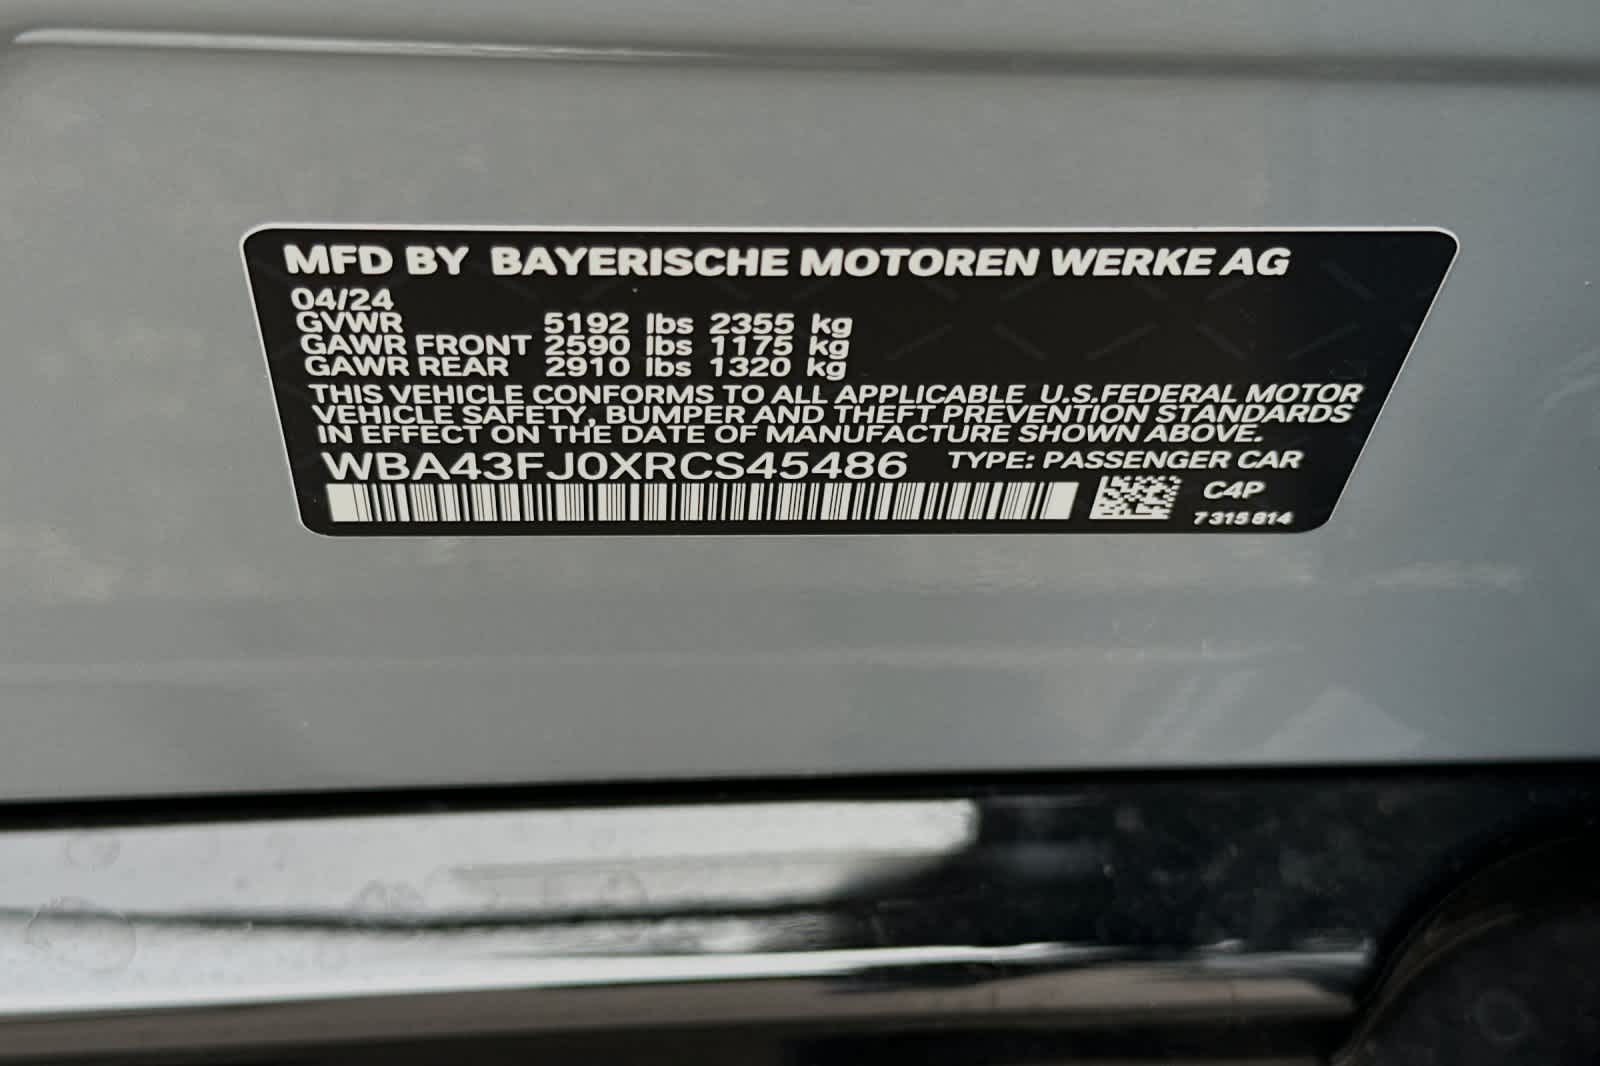 MFD BY BAYERISCHE MOTOREN WERKE AG
04/24
GVWR 5192 lbs 2355 kg
GAWR FRONT 2590 lbs 1175 kg
GAWR REAR 2910 lbs 1320 kg
THIS VEHICLE CONFORMS TO ALL APPLICABLE U.S.FEDERAL MOTOR
VEHICLE SAFETY, BUMPER AND THEFT PREVENTION STANDARDS
IN EFFECT ON THE DATE OF MANUFACTURE SHOWN ABOVE.
WBA43FJ0XRCS45486 TYPE: PASSENGER CAR
C4P
7 315 814